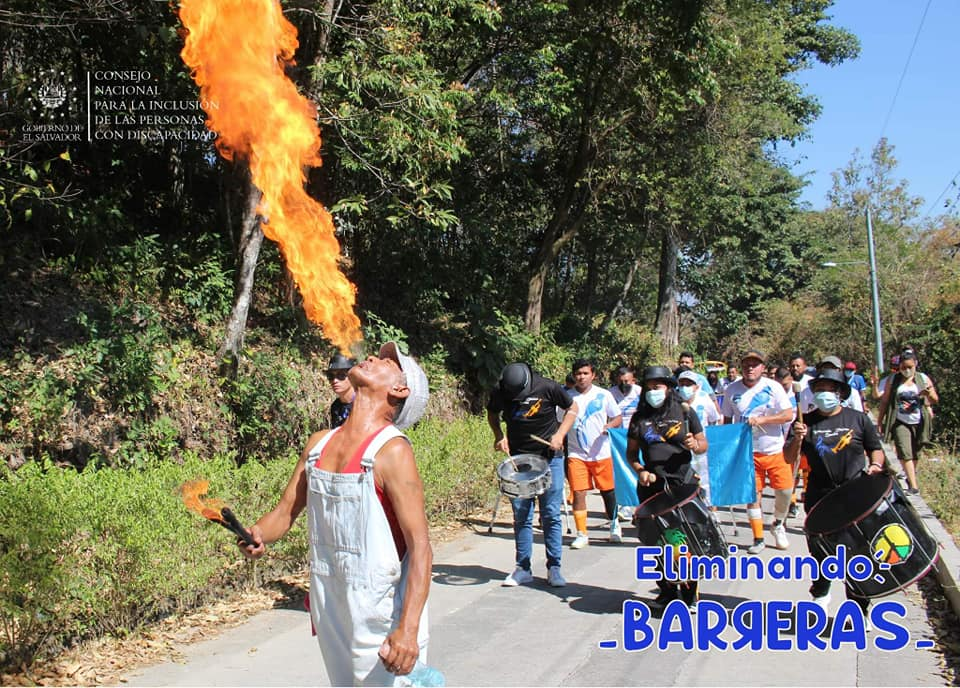 CONSEJO
NACIONAL
PARA LA INCLUSIÓN
DE LAS PERSONAS
CON DISCAPACIDAD
GOBIERNO DE
EL SALVADOR
Eliminando
BARRERAS